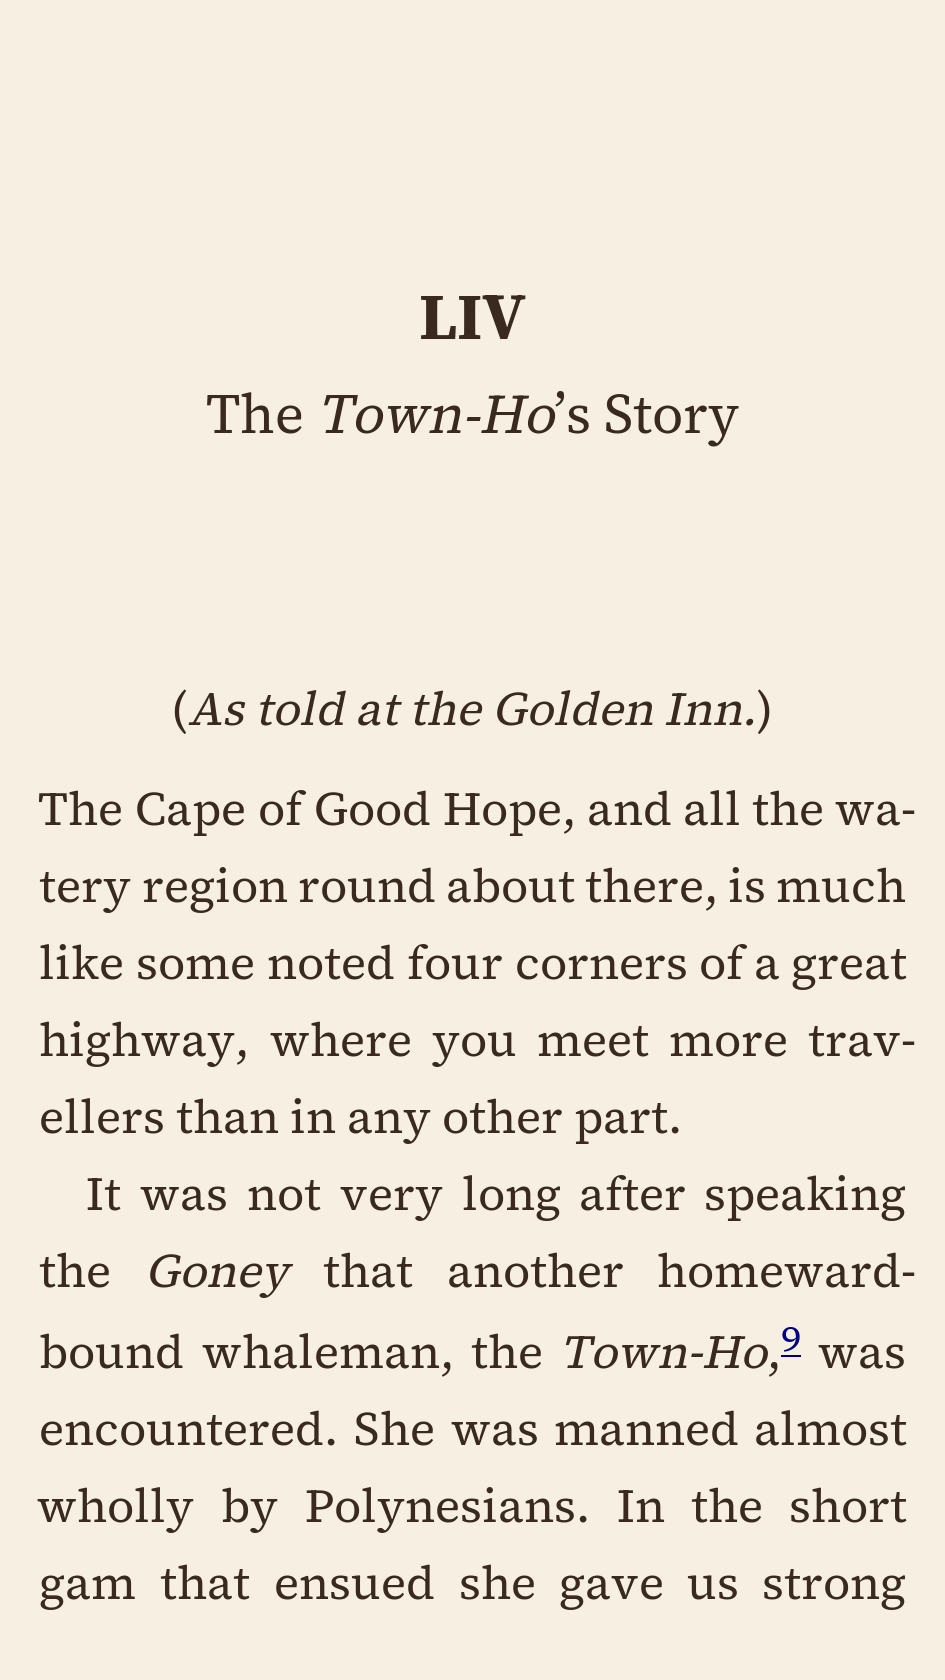 LIV
The Town-Ho’s Story
(As told at the Golden Inn.)
The Cape of Good Hope, and all the wa-
tery region round about there, is much
like some noted four corners of a great
highway, where you meet more trav-
ellers than in any other part.
It was not very long after speaking
the Goney that another homeward-
bound whaleman, the Town-Ho,9 was
encountered. She was manned almost
wholly by Polynesians. In the short
gam that ensued she gave us strong